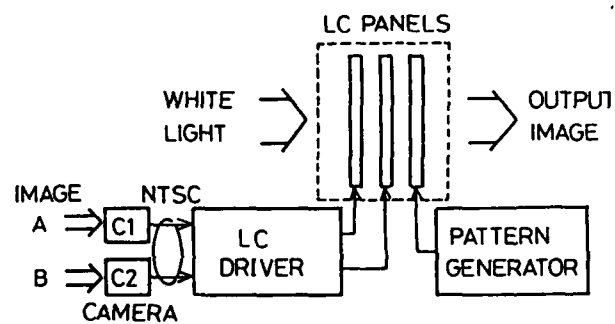 LC PANELS
WHITE
LIGHT
OUTPUT
IMAGE
IMAGE
NTSC
A
C1
LC
DRIVER
PATTERN
GENERATOR
B
C2
CAMERA